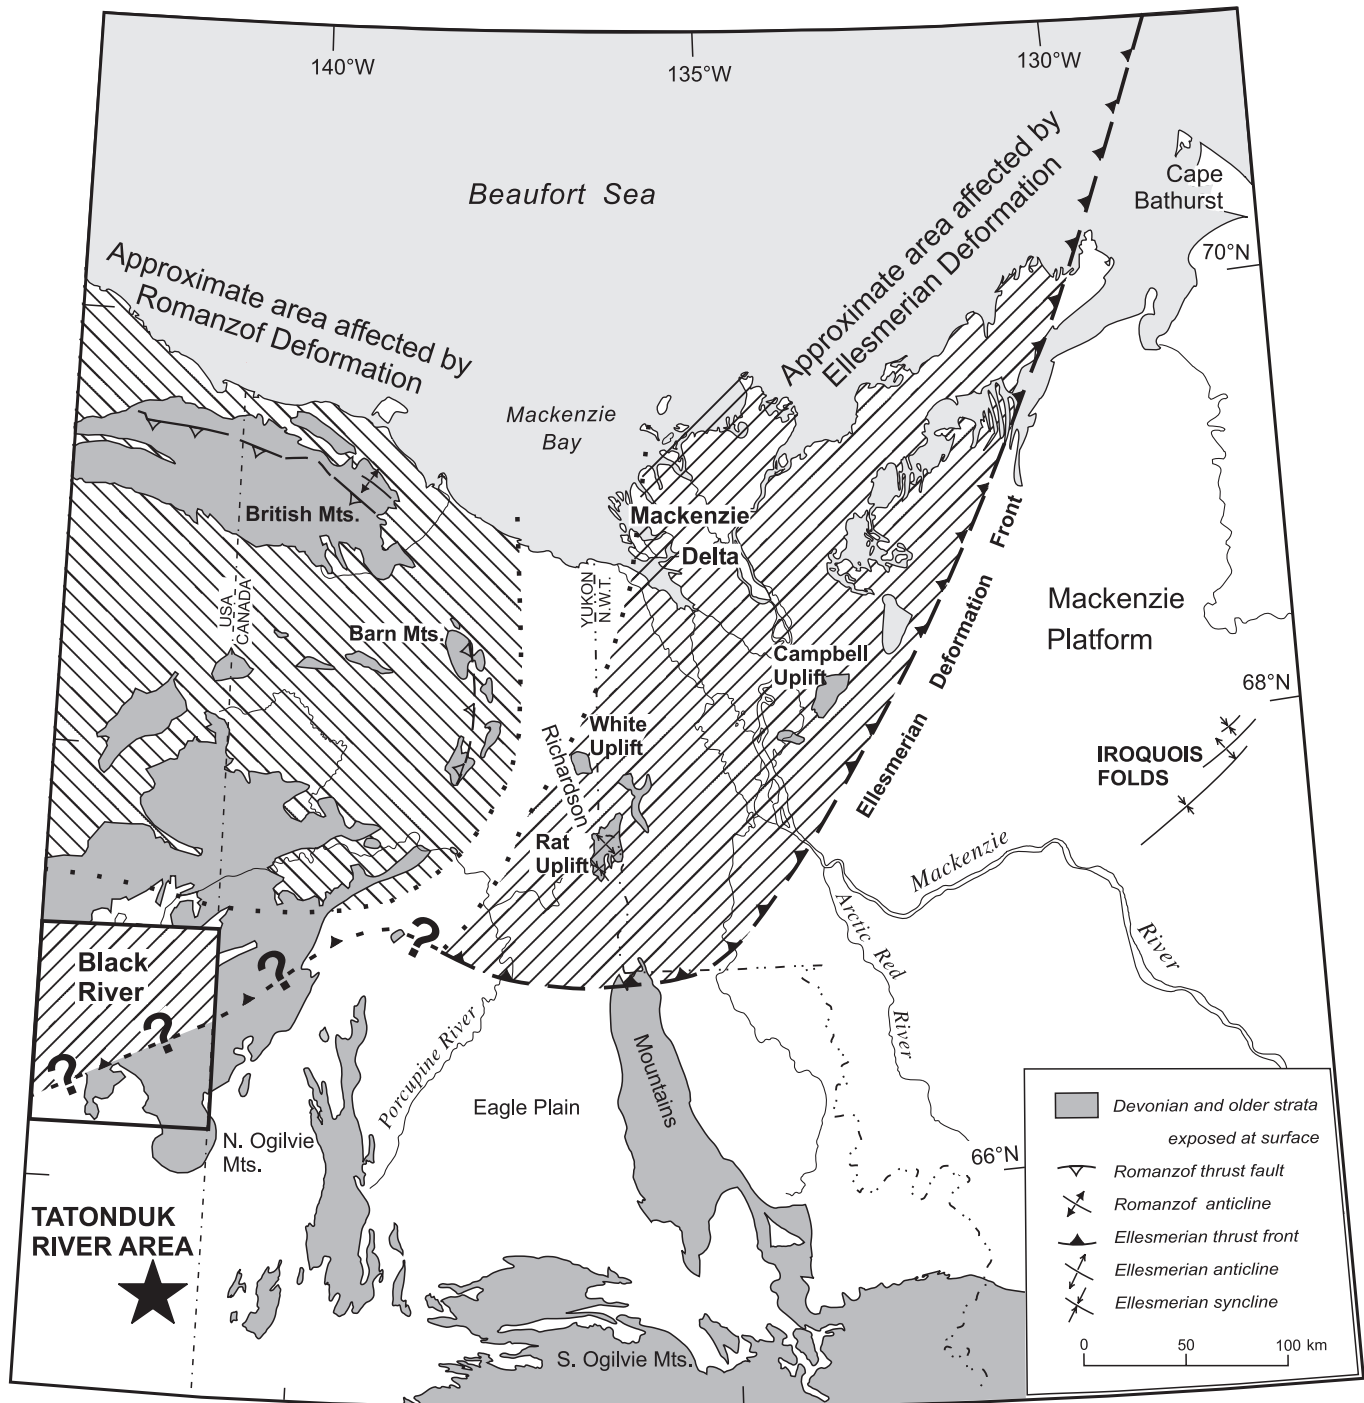 140°W
135°W
130°W
Beaufort Sea
Cape
Bathurst
70°N
Approximate area affected by
Romanzof Deformation
Approximate area affected by
Ellesmerian Deformation
Mackenzie
Bay
British Mts.
Mackenzie
Delta
USA
CANADA
YUKON
N.W.T.
Barn Mts.
Campbell
Uplift
Ellesmerian Deformation Front
Mackenzie
Platform
68°N
White
Uplift
Richardson
Rat
Uplift
IROQUOIS
FOLDS
Mackenzie
River
Arctic Red
River
?
?
?
?
Black
River
Porcupine River
Mountains
Eagle Plain
N. Ogilvie
Mts.
66°N
TATONDUK
RIVER AREA
S. Ogilvie Mts.
Devonian and older strata
exposed at surface
Romanzof thrust fault
Romanzof anticline
Ellesmerian thrust front
Ellesmerian anticline
Ellesmerian syncline
0 50 100 km